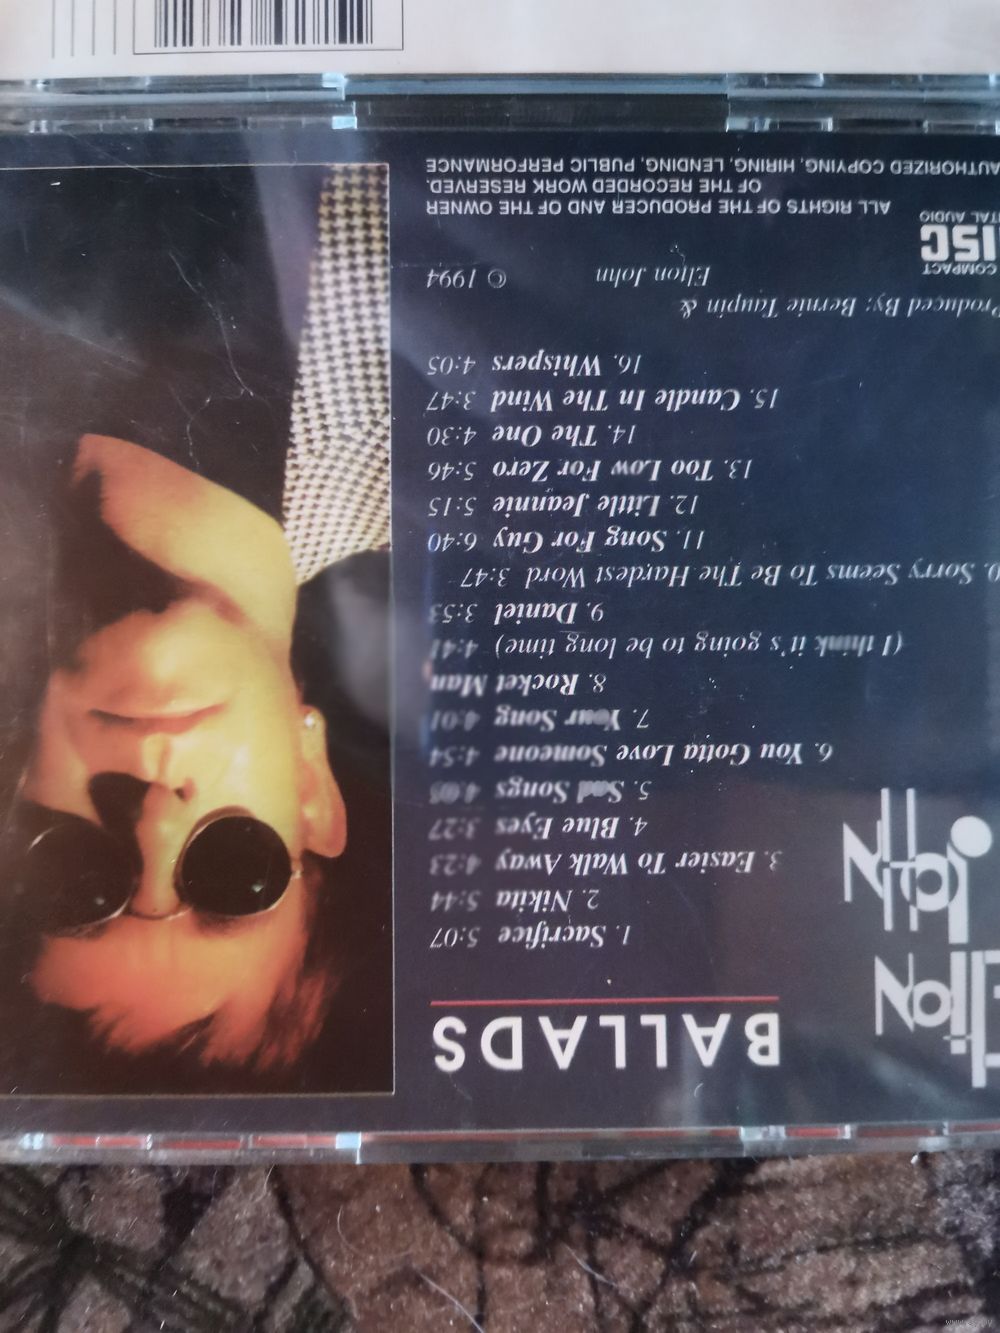 ELTON
JOHN
BALLADS
1. Sacrifice 5:07
2. Nikita 5:44
3. Easier To Walk Away 4:23
4. Blue Eyes 3:27
5. Sad Songs
6. You Gotta Love Someone 4:54
7. Your Song 4:01
8. Rocket Man
(I think it's going to be long time) 4:41
9. Daniel 3:53
0. Sorry Seems To Be The Hardest Word 3:47
11. Song For Guy 6:40
12. Little Jeannie 5:15
13. Too Low For Zero 5:46
14. The One 4:30
15. Candle In The Wind 3:47
16. Whispers 4:05
Produced By: Bernie Taupin &
Elton John © 1994
COMPACT
ISC
ITAL AUDIO
ALL RIGHTS OF THE PRODUCER AND OF THE OWNER
OF THE RECORDED WORK RESERVED.
AUTHORIZED COPYING, HIRING, LENDING, PUBLIC PERFORMANCE